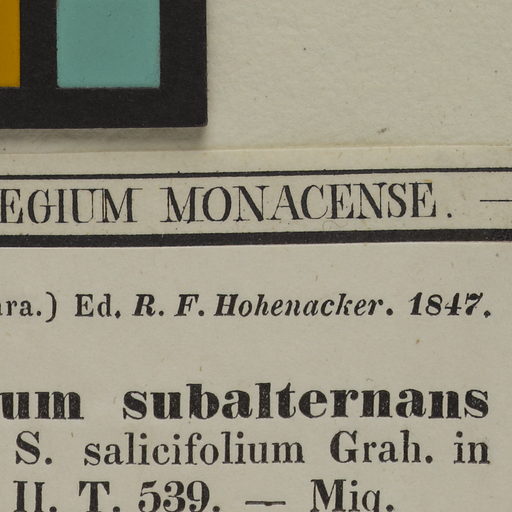 EGIUM MONACENSE. —
ara.) Ed. R. F. Hohenacker. 1847.
um subalternans
S. salicifolium Grah. in
II. T. 539. — Miq.